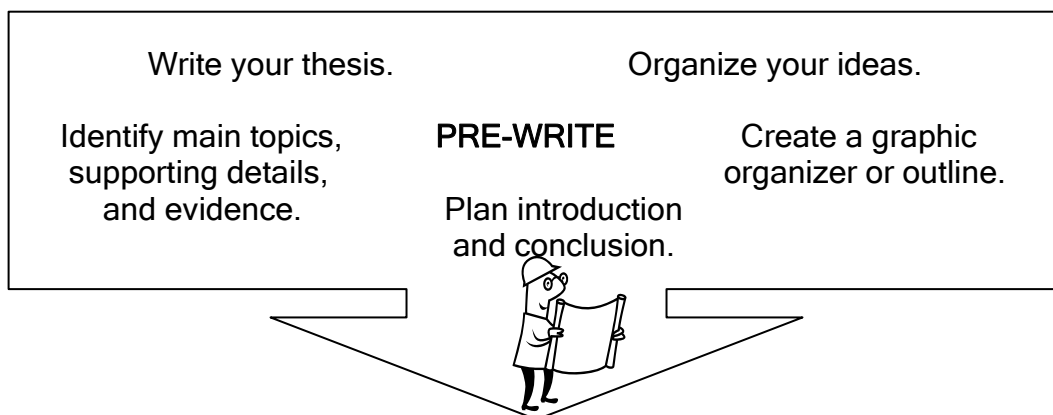 Write your thesis.
Organize your ideas.
Identify main topics,
supporting details,
and evidence.
PRE-WRITE
Create a graphic
organizer or outline.
Plan introduction
and conclusion.